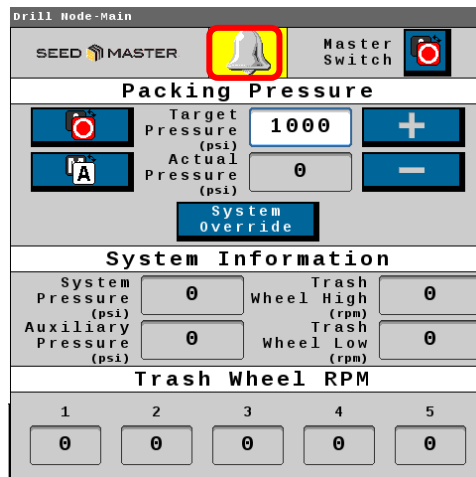 Drill Node-Main
SEED MASTER
Master
Switch
Packing Pressure
Target
Pressure
(psi)
1000
+
A
Actual
Pressure
(psi)
0
−
System
Override
System Information
System
Pressure
(psi)
0
Trash
Wheel High
(rpm)
0
Auxiliary
Pressure
(psi)
0
Trash
Wheel Low
(rpm)
0
Trash Wheel RPM
1 2 3 4 5
0 0 0 0 0